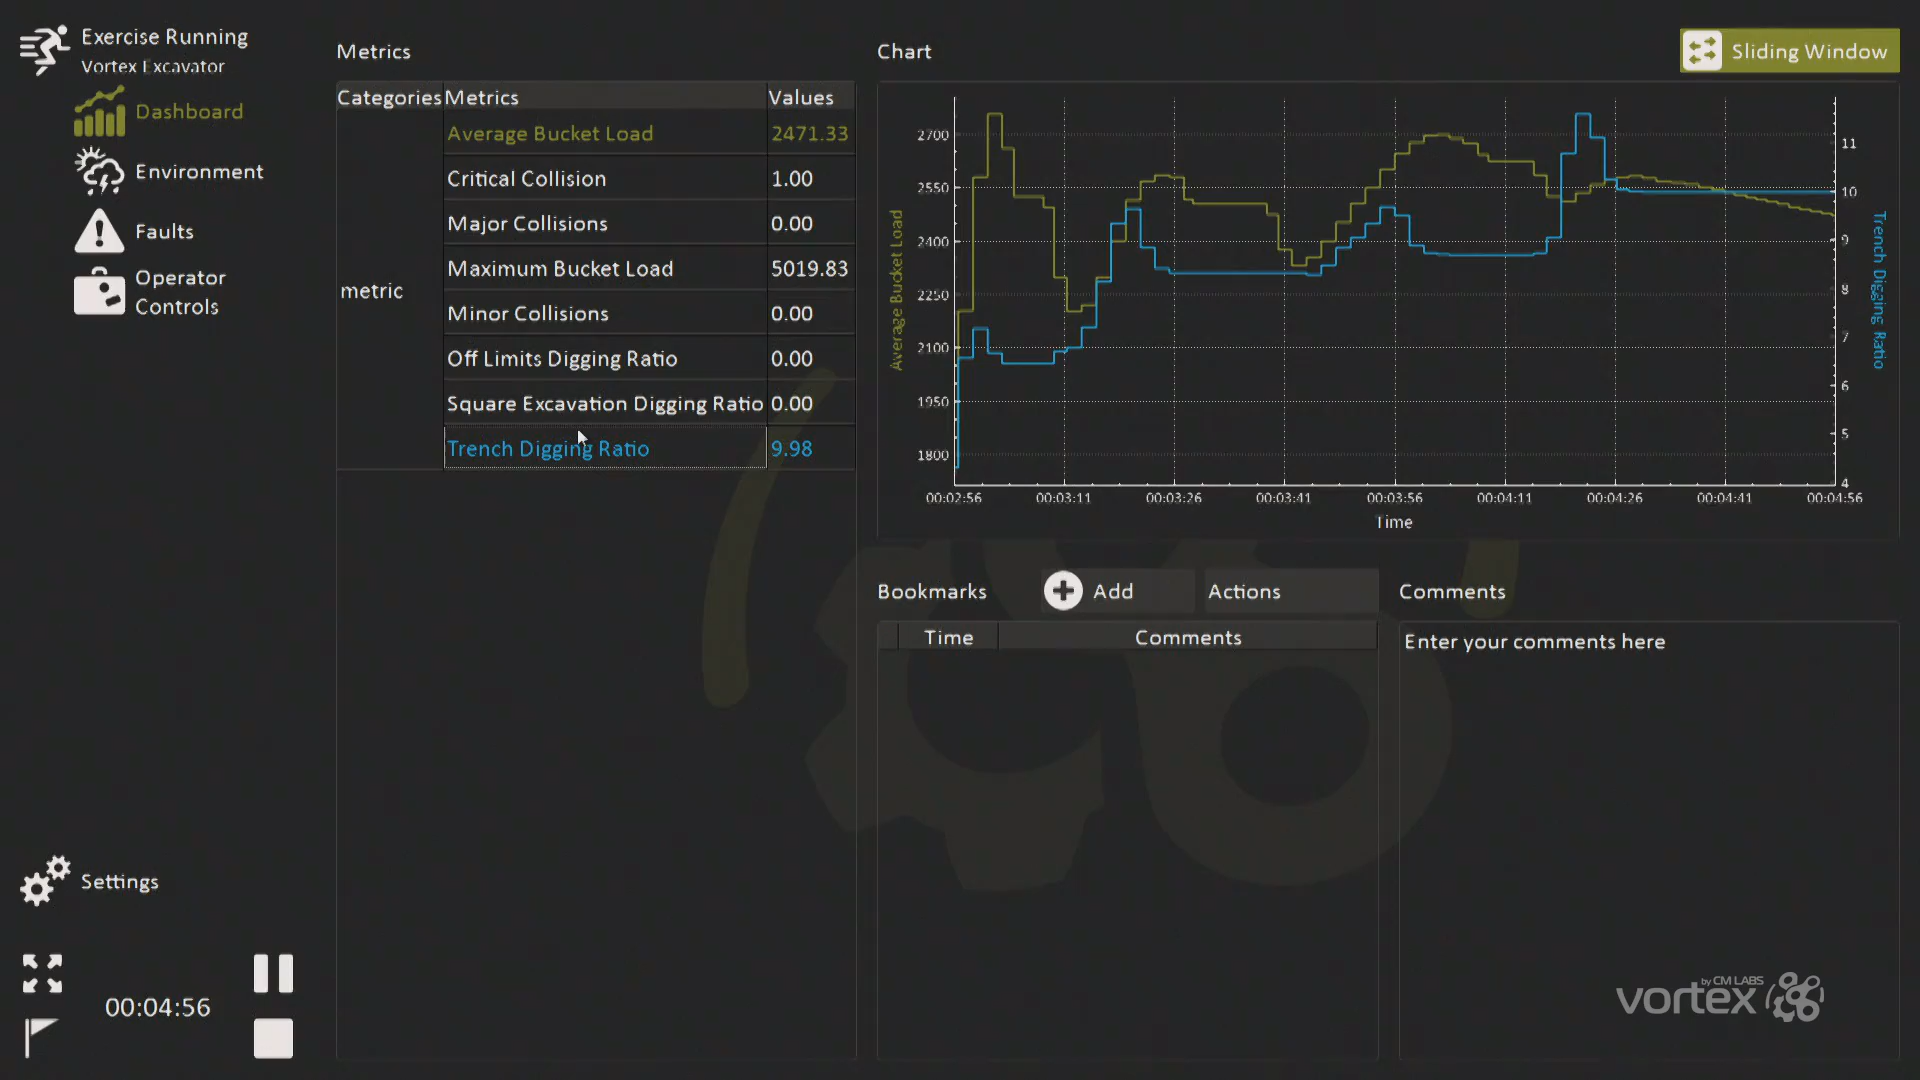 Exercise Running
Vortex Excavator
Dashboard
Environment
Faults
Operator
Controls
Settings
00:04:56
Metrics
Categories Metrics Values
metric
Average Bucket Load 2471.33
Critical Collision 1.00
Major Collisions 0.00
Maximum Bucket Load 5019.83
Minor Collisions 0.00
Off Limits Digging Ratio 0.00
Square Excavation Digging Ratio 0.00
Trench Digging Ratio 9.98
Chart
Sliding Window
Average Bucket Load
2700
2550
2400
2250
2100
1950
1800
11
10
9
8
7
6
5
4
Trench Digging Ratio
00:02:56 00:03:11 00:03:26 00:03:41 00:03:56 00:04:11 00:04:26 00:04:41 00:04:56
Time
Bookmarks
Add
Actions
Time Comments
Comments
Enter your comments here
by CM LABS
vortex